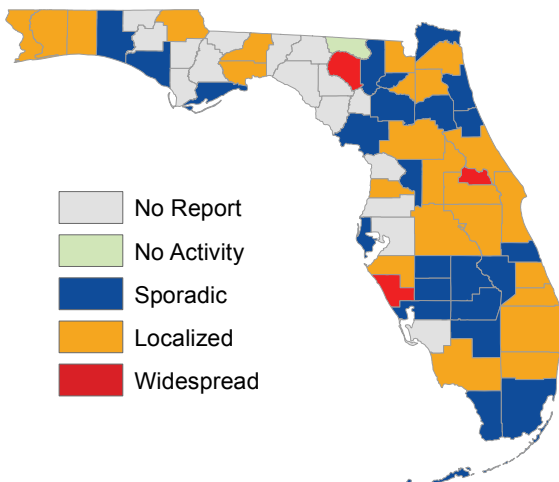 No Report
No Activity
Sporadic
Localized
Widespread